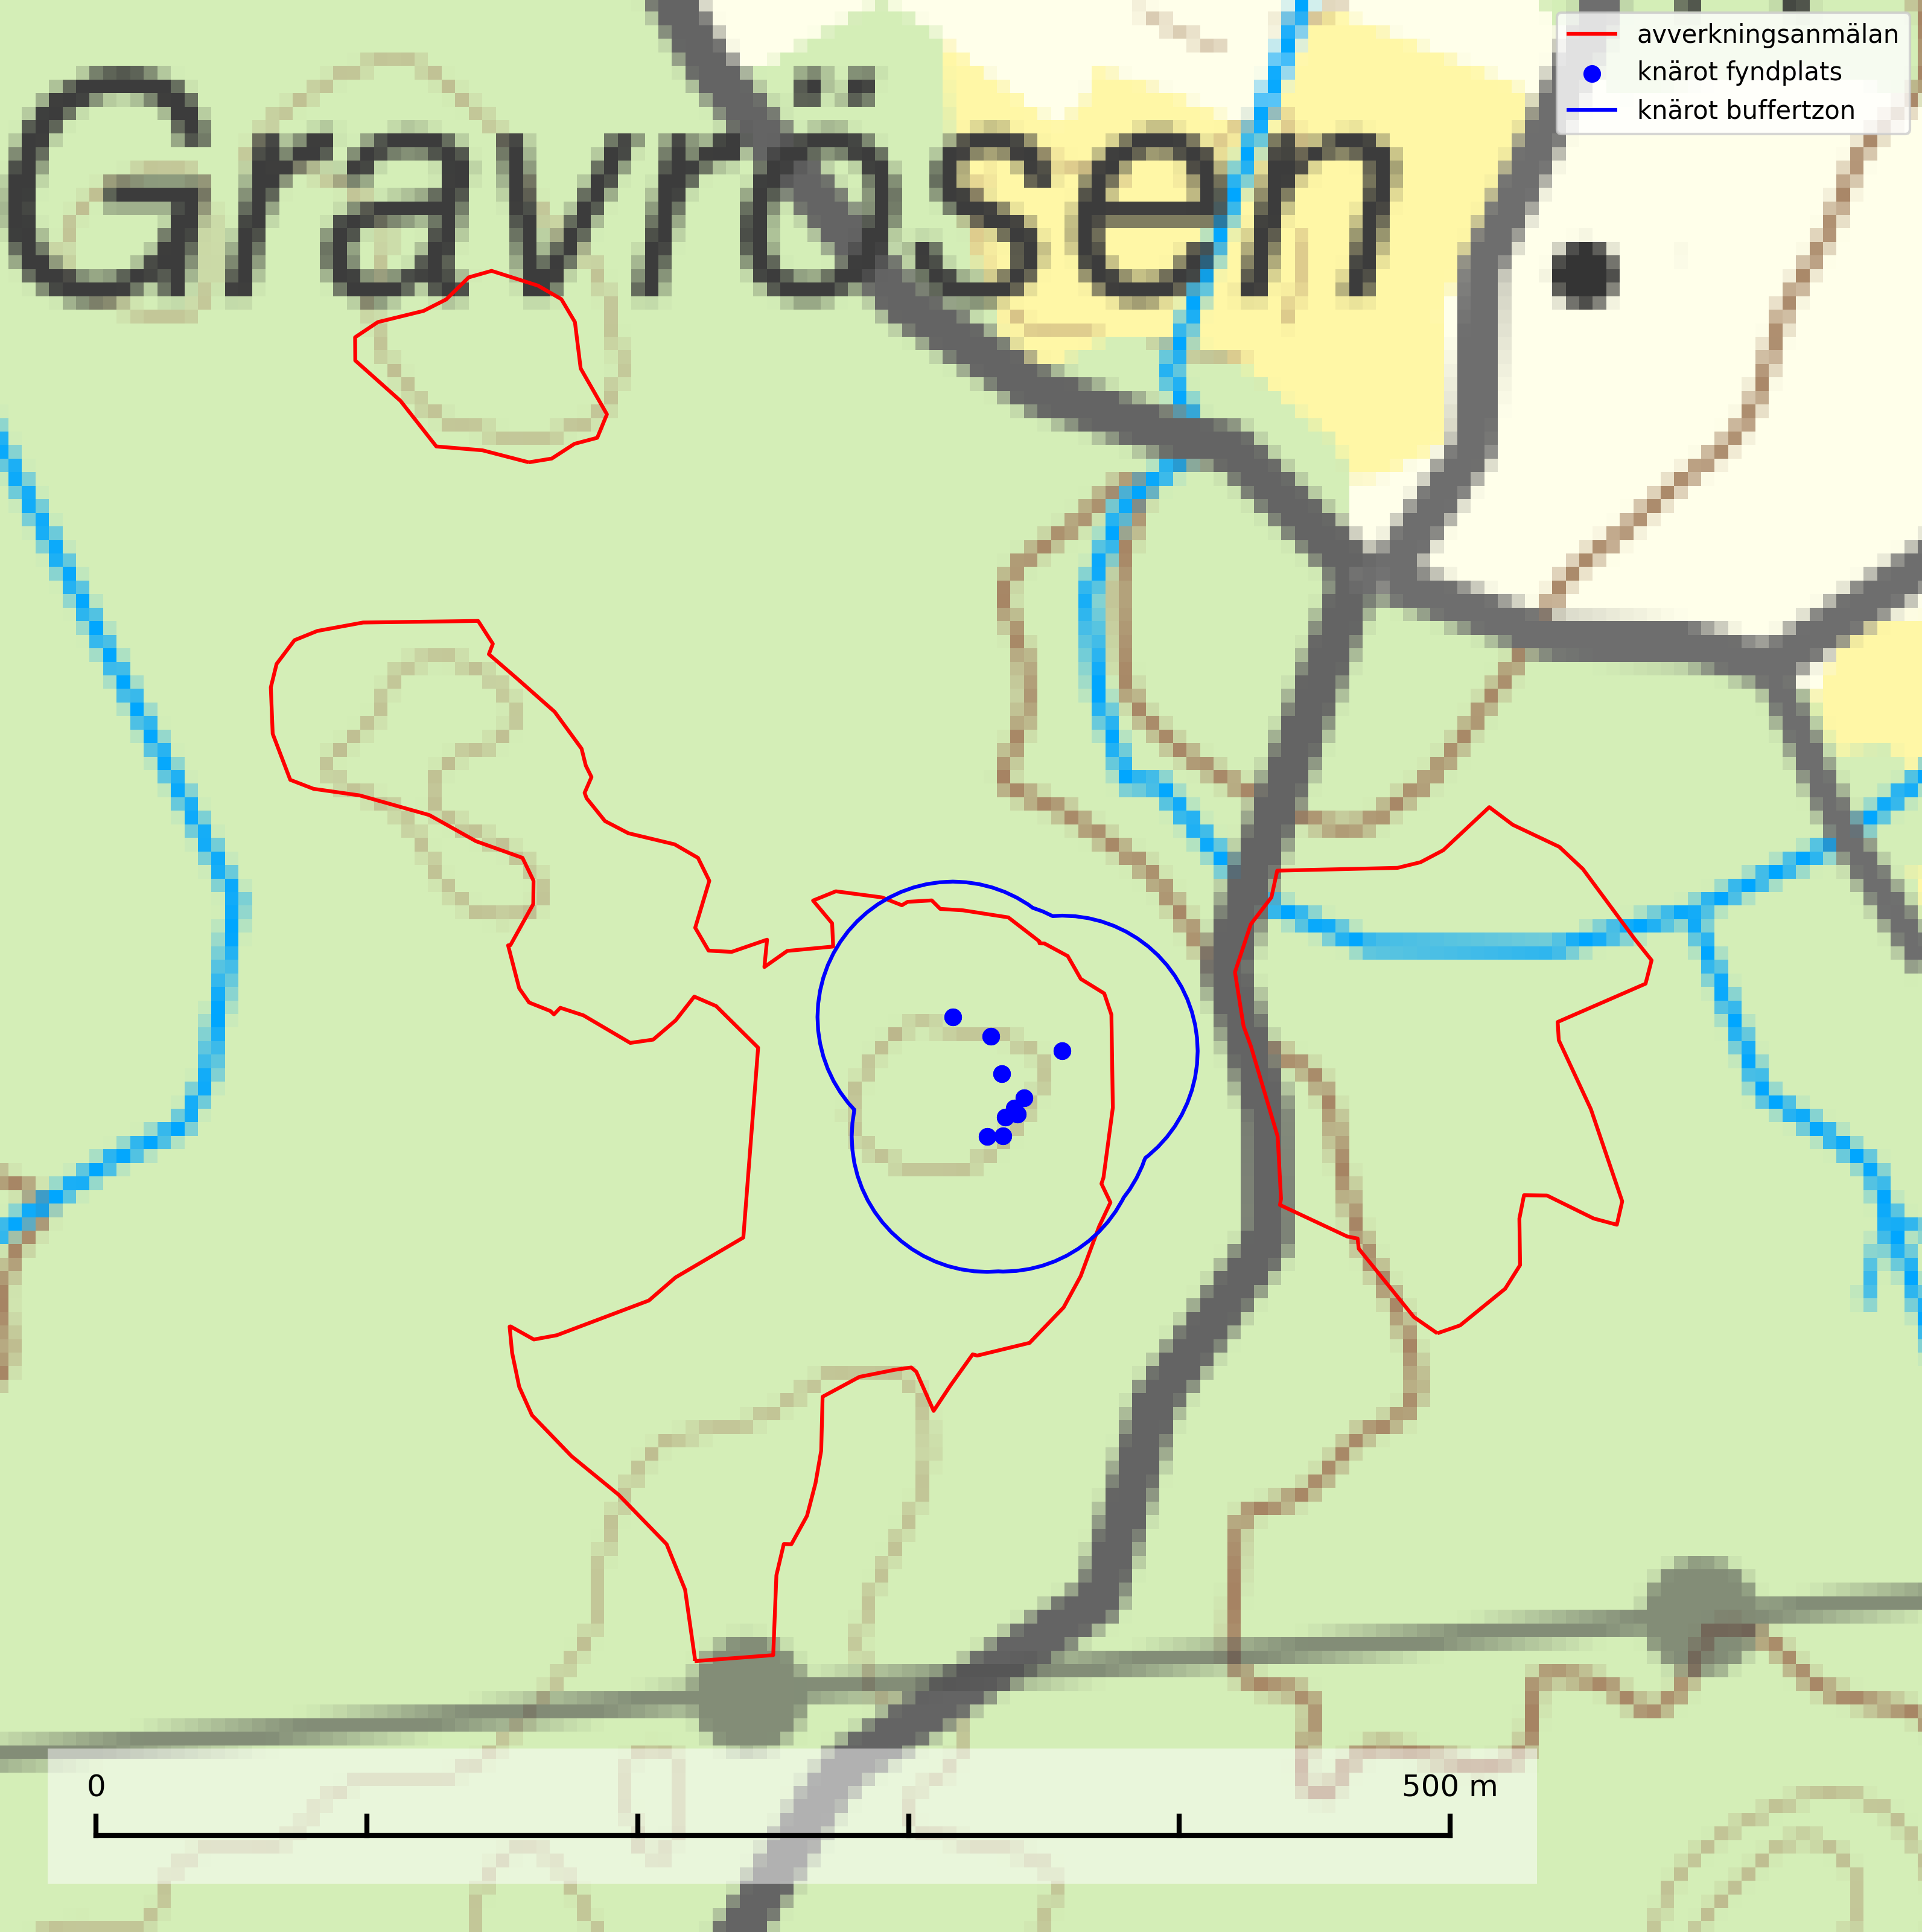 avverkningsanmälan
knärot fyndplats
knärot buffertzon
Gravrösen
0 500 m